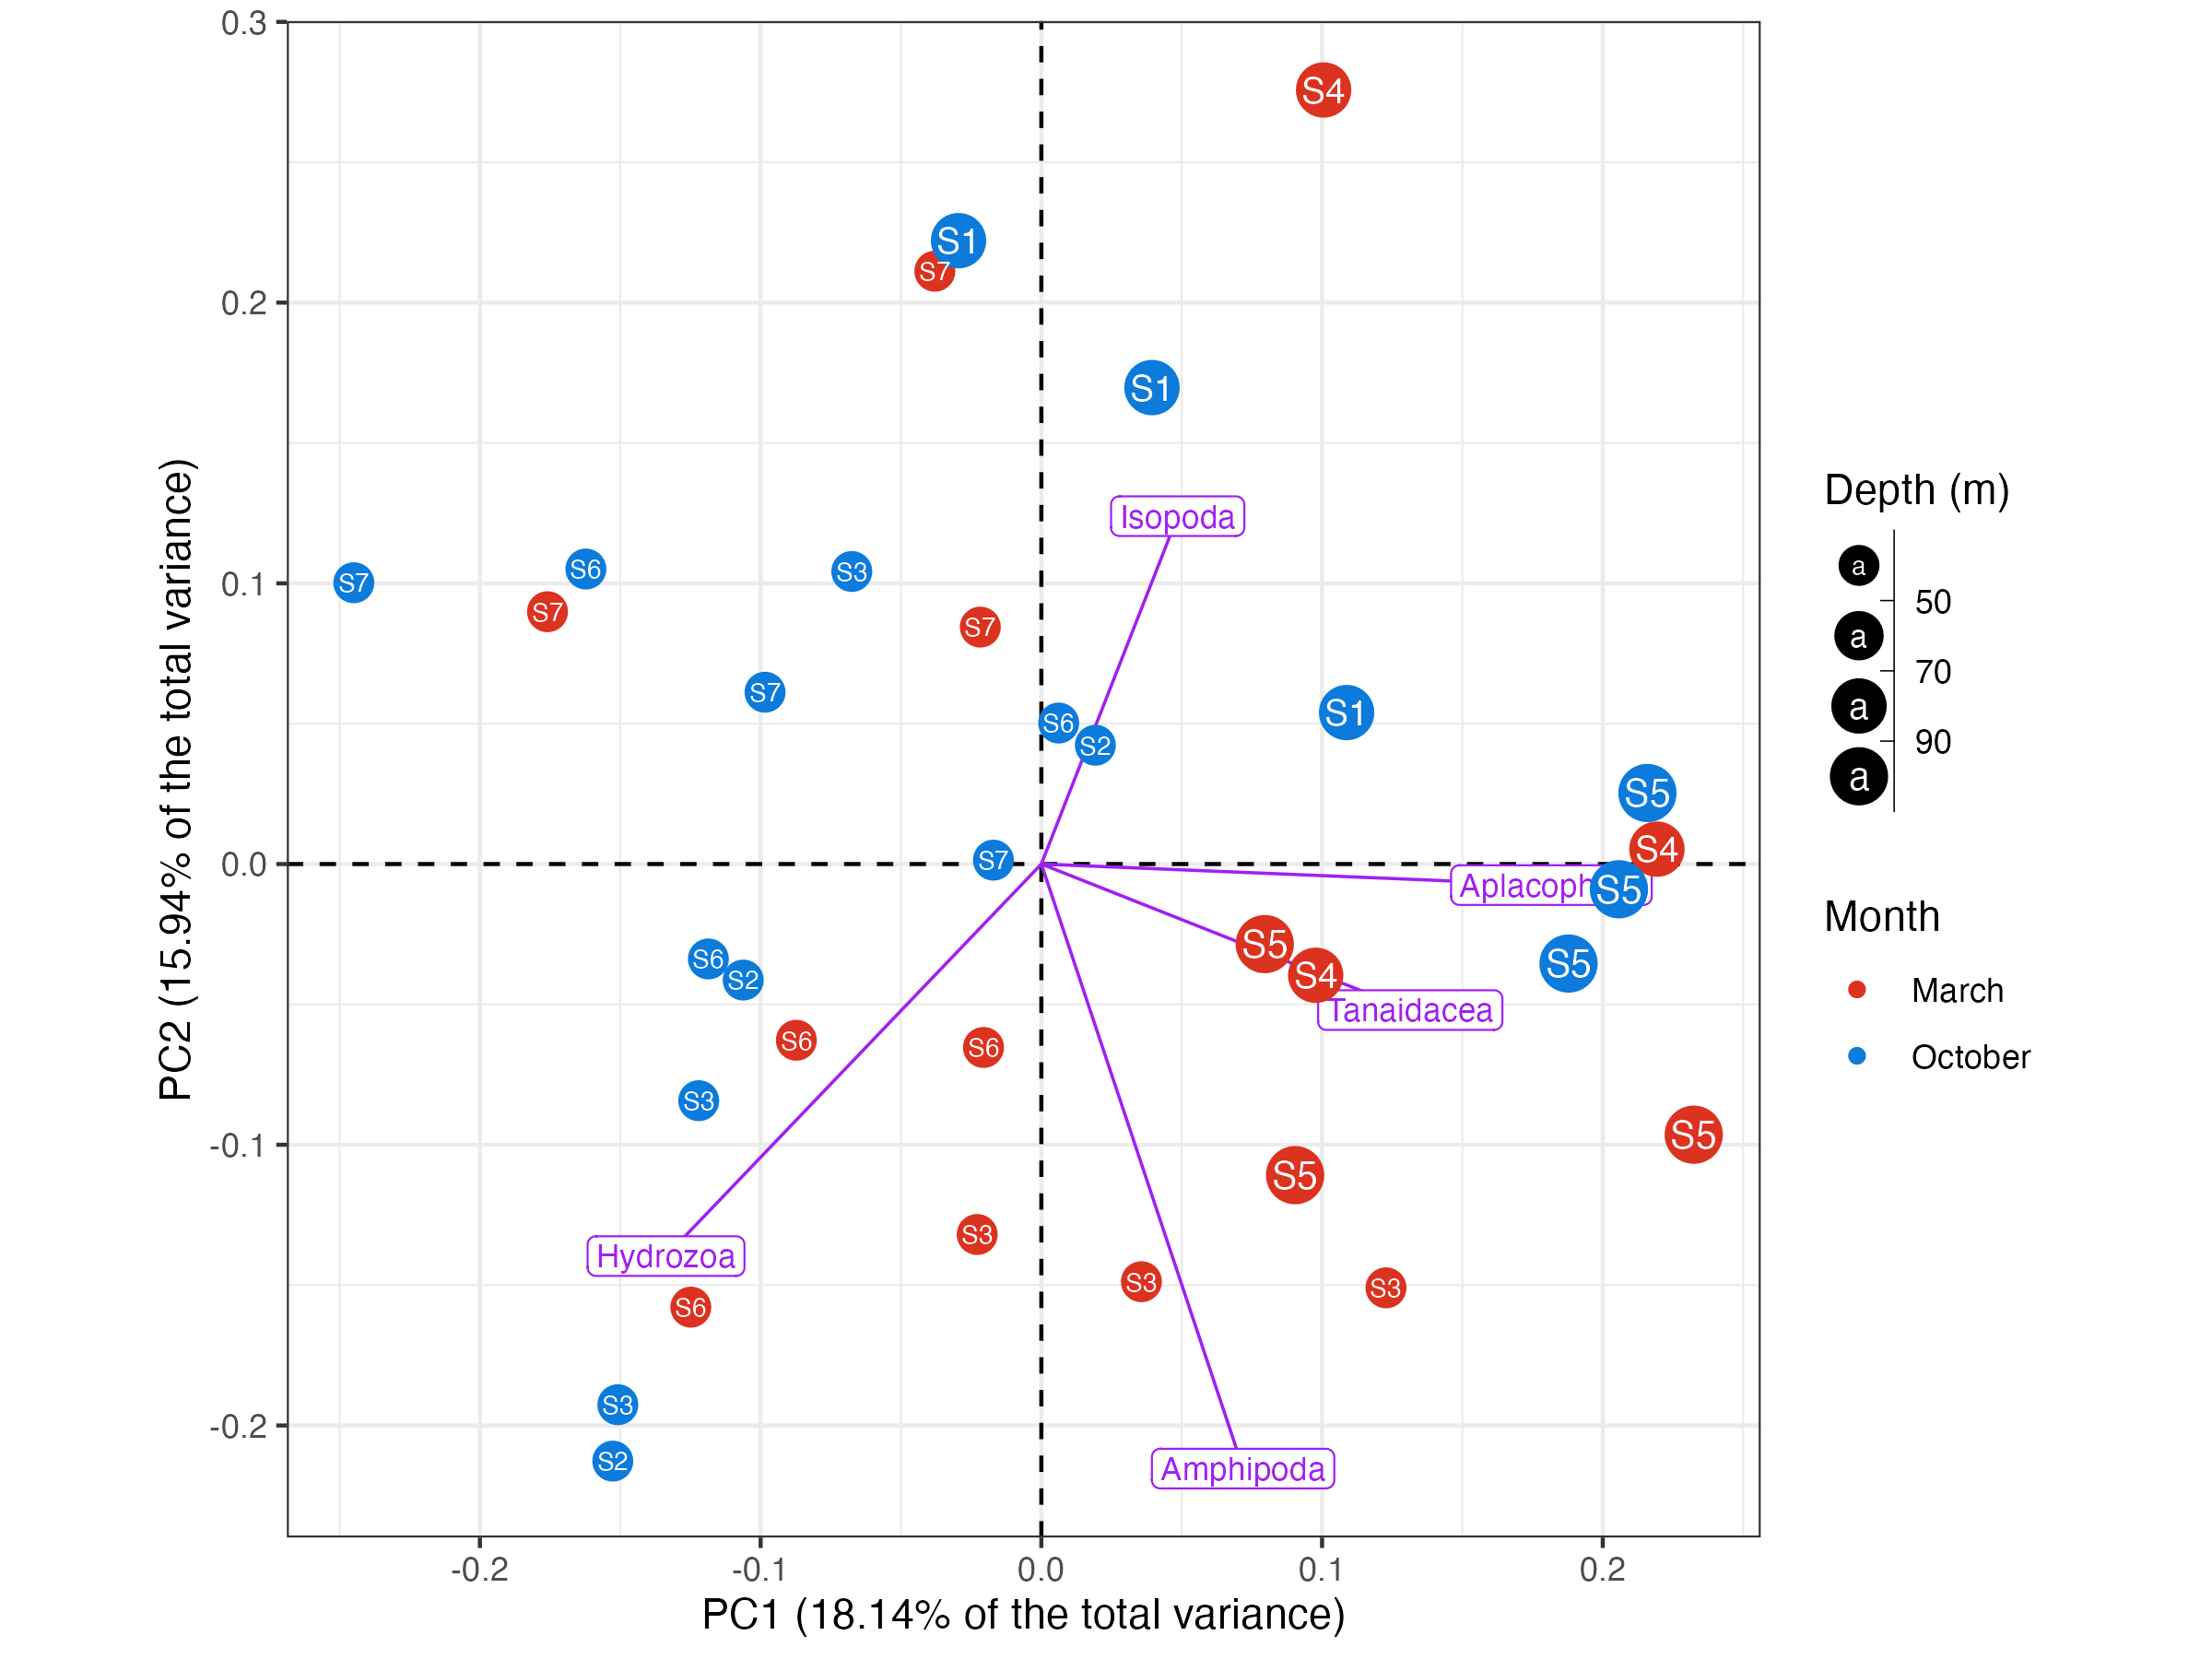 0.3
0.2
0.1
0.0
-0.1
-0.2
PC2 (15.94% of the total variance)
S4
S1
S7
S1
Isopoda
S7
S6
S3
S7
S7
S7
S6
S2
S1
S5
S4
S7
Aplacoph
S5
S5
S4
S5
Tanaidacea
S6
S2
S6
S6
S3
S5
S5
S3
S3
S3
Hydrozoa
S6
S3
S2
Amphipoda
-0.2
-0.1
0.0
0.1
0.2
PC1 (18.14% of the total variance)
Depth (m)
a
50
a
70
a
90
a
Month
March
October